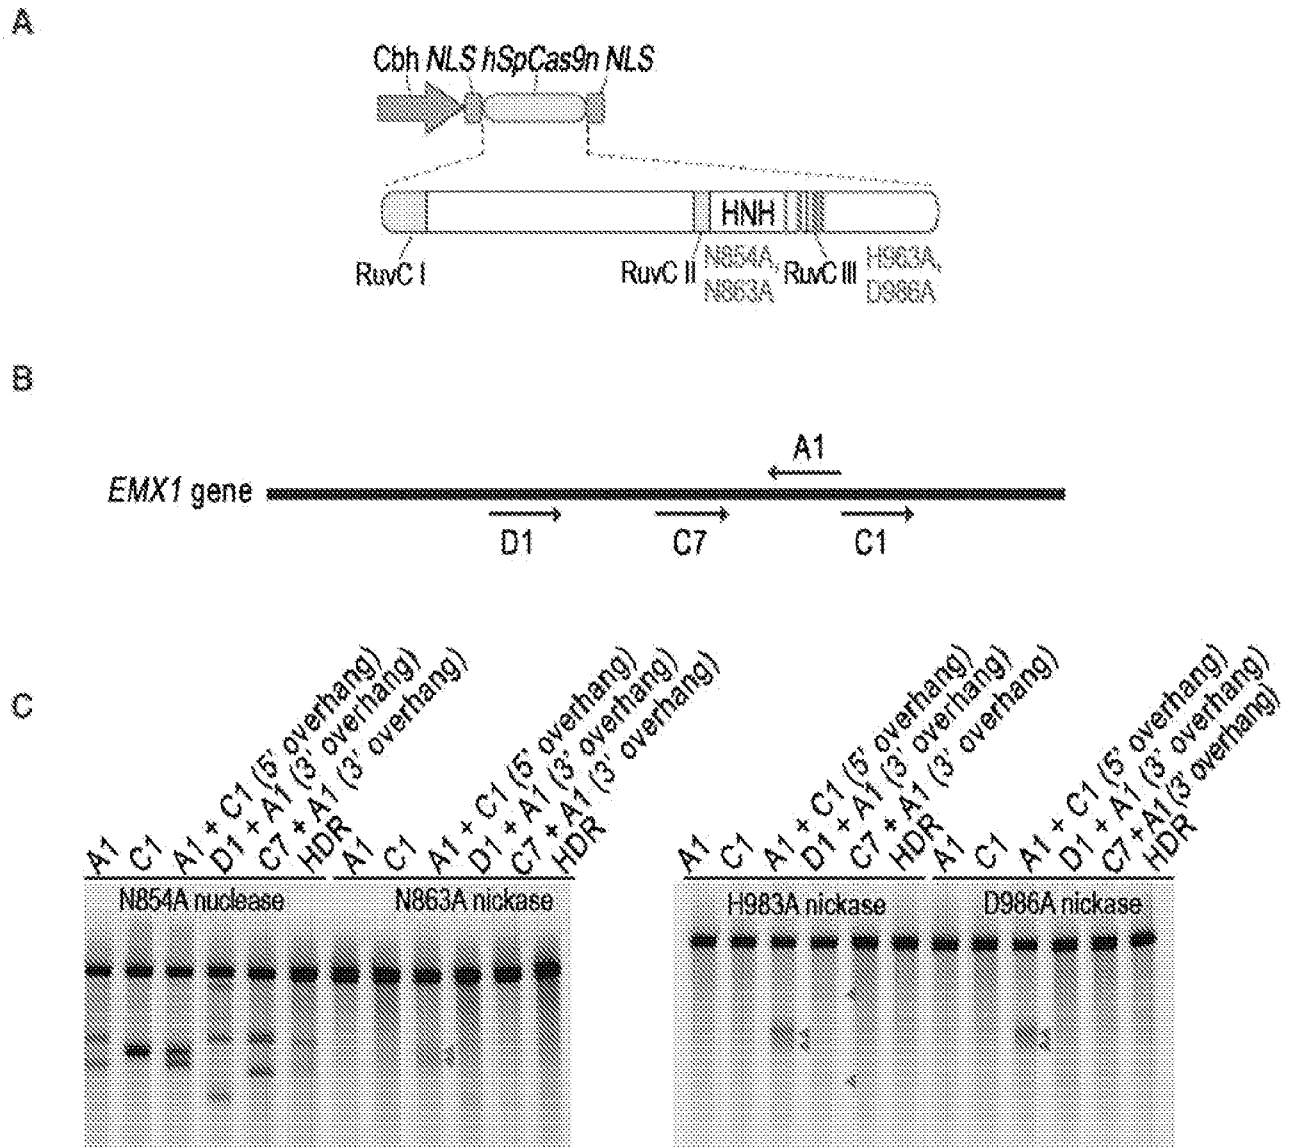 A
Cbh NLS hSpCas9n NLS
HNH
RuvC I
RuvC II
N854A,
N863A
RuvC III
H963A,
D986A
B
A1
EMX1 gene
D1
C7
C1
C
A1
C1
A1 + C1 (5' overhang)
D1 + A1 (3' overhang)
C7 + A1 (3' overhang)
HDR
A1
C1
A1 + C1 (5' overhang)
D1 + A1 (3' overhang)
C7 + A1 (3' overhang)
HDR
A1
C1
A1 + C1 (5' overhang)
D1 + A1 (3' overhang)
C7 + A1 (3' overhang)
HDR
A1
C1
A1 + C1 (5' overhang)
D1 + A1 (3' overhang)
C7 +A1 (3' overhang)
HDR
N854A nuclease
N863A nickase
H983A nickase
D986A nickase